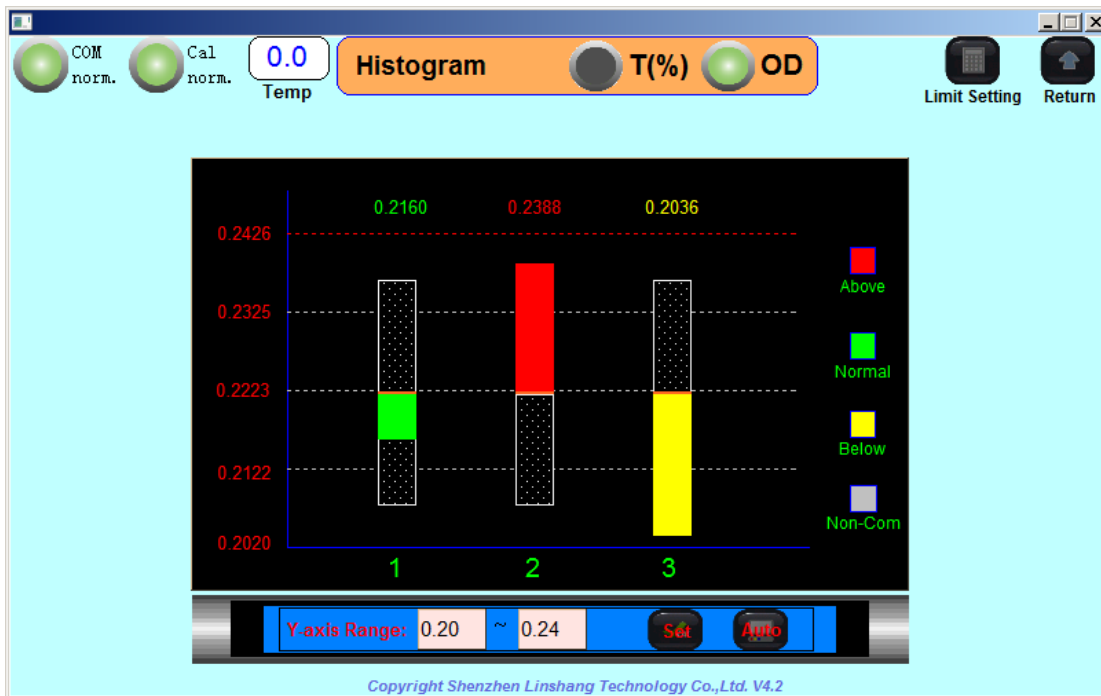 COM norm.
Cal norm.
0.0
Temp
Histogram
T(%)
OD
Limit Setting
Return
0.2160 0.2388 0.2036
0.2426
0.2325
0.2223
0.2122
0.2020
1 2 3
Above
Normal
Below
Non-Com
Y-axis Range: 0.20 ~ 0.24 Set Auto
Copyright Shenzhen Linshang Technology Co.,Ltd. V4.2